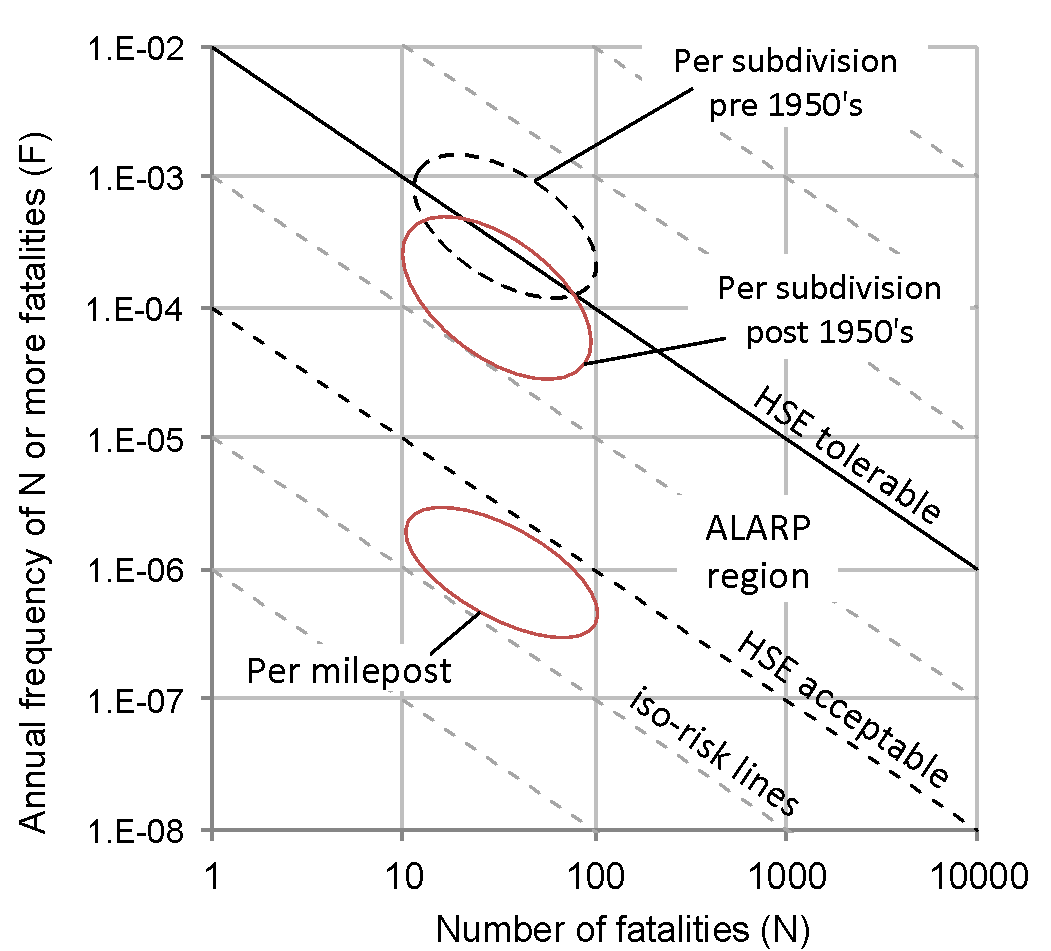 1.E-02
1.E-03
1.E-04
1.E-05
1.E-06
1.E-07
1.E-08
Annual frequency of N or more fatalities (F)
Per subdivision
pre 1950's
Per subdivision
post 1950's
HSE tolerable
ALARP
region
HSE acceptable
iso-risk lines
Per milepost
1
10
100
1000
10000
Number of fatalities (N)